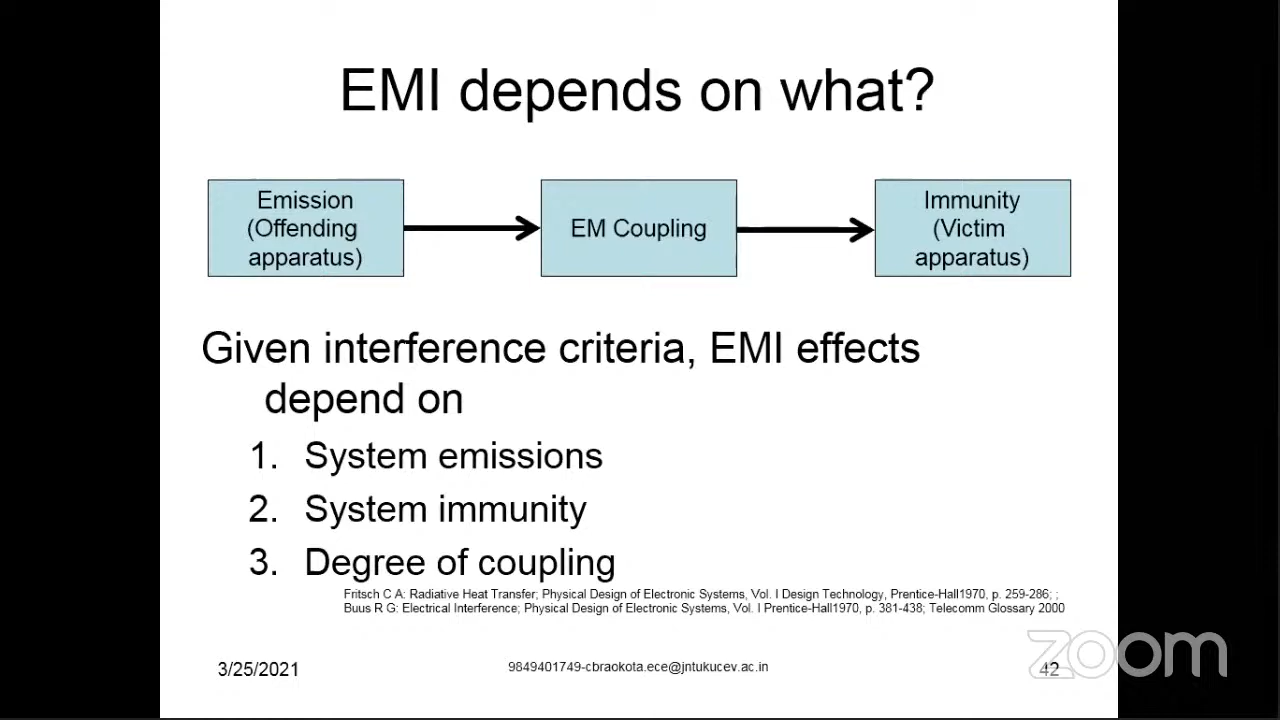 EMI depends on what?
Emission
(Offending
apparatus)
EM Coupling
Immunity
(Victim
apparatus)
Given interference criteria, EMI effects
depend on
1. System emissions
2. System immunity
3. Degree of coupling
Fritsch C A: Radiative Heat Transfer; Physical Design of Electronic Systems, Vol. I Design Technology, Prentice-Hall1970, p. 259-286; ;
Buus R G: Electrical Interference; Physical Design of Electronic Systems, Vol. I Prentice-Hall1970, p. 381-438; Telecomm Glossary 2000
3/25/2021
9849401749-cbraokota.ece@jntukucev.ac.in
42
zoom